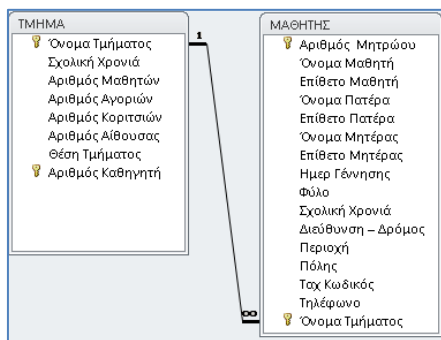 ΤΜΗΜΑ
Όνομα Τμήματος
Σχολική Χρονιά
Αριθμός Μαθητών
Αριθμός Αγοριών
Αριθμός Κοριτσιών
Αριθμός Αίθουσας
Θέση Τμήματος
Αριθμός Καθηγητή
1
∞
ΜΑΘΗΤΗΣ
Αριθμός Μητρώου
Όνομα Μαθητή
Επίθετο Μαθητή
Όνομα Πατέρα
Επίθετο Πατέρα
Όνομα Μητέρας
Επίθετο Μητέρας
Ημερ Γέννησης
Φύλο
Σχολική Χρονιά
Διεύθυνση – Δρόμος
Περιοχή
Πόλης
Ταχ Κωδικός
Τηλέφωνο
Όνομα Τμήματος